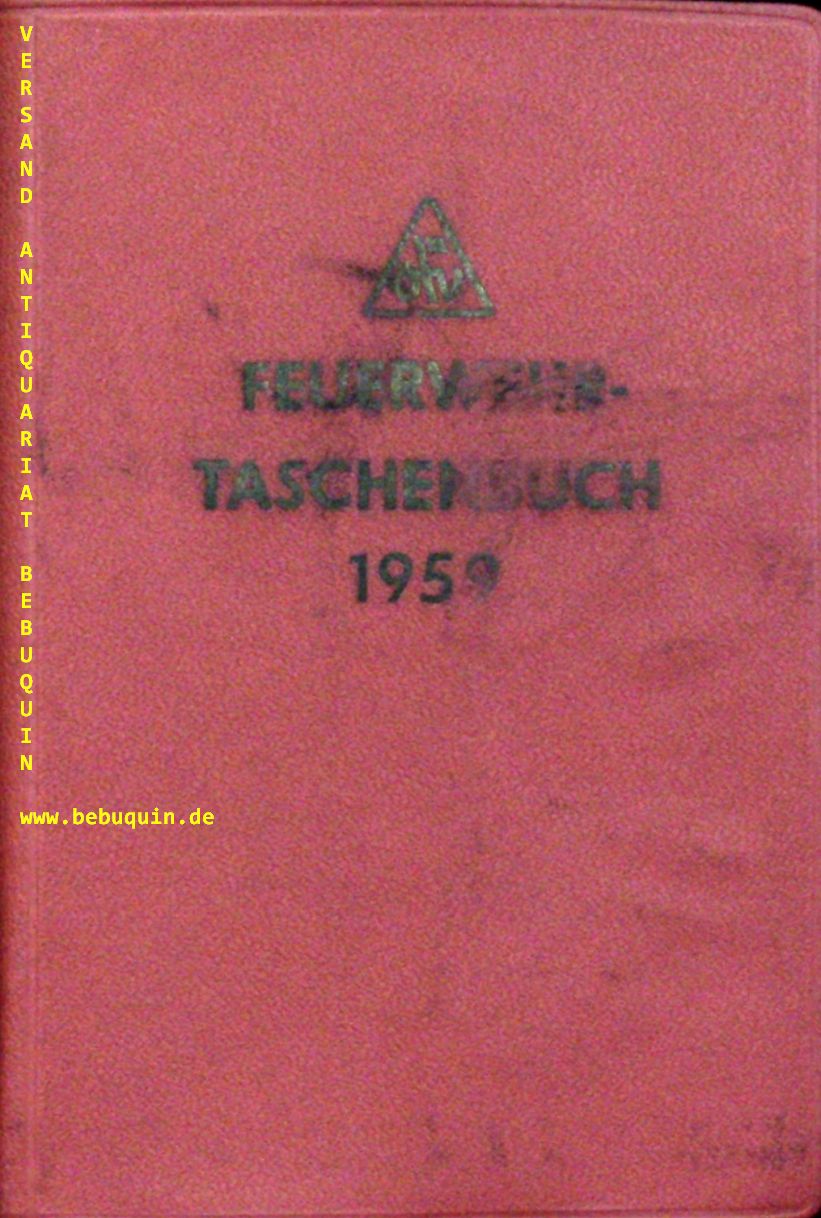 FEUERWEHR-
TASCHENBUCH
1959
VERSAND ANTIQUARIAT BEBUQUIN
www.bebuquin.de